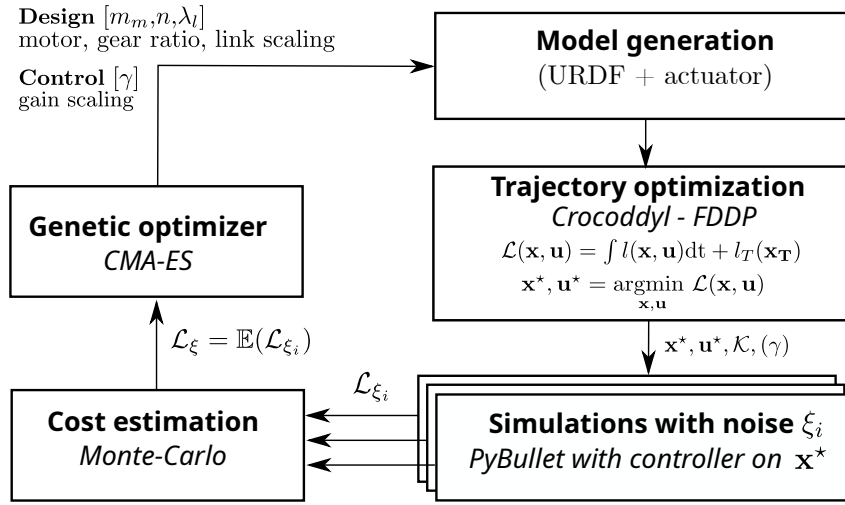 Design [m_m,n,λ_l]
motor, gear ratio, link scaling
Control [γ]
gain scaling
Model generation
(URDF + actuator)
Trajectory optimization
Crocoddyl - FDDP
ℒ(x, u) = ∫ l(x, u)dt + l_T(x_T)
x*, u* = argmin ℒ(x, u)
x,u
Genetic optimizer
CMA-ES
ℒ_ξ = 𝔼(ℒ_ξ_i)
x*, u*, 𝒦, (γ)
ℒ_ξ_i
Cost estimation
Monte-Carlo
Simulations with noise ξ_i
PyBullet with controller on x*